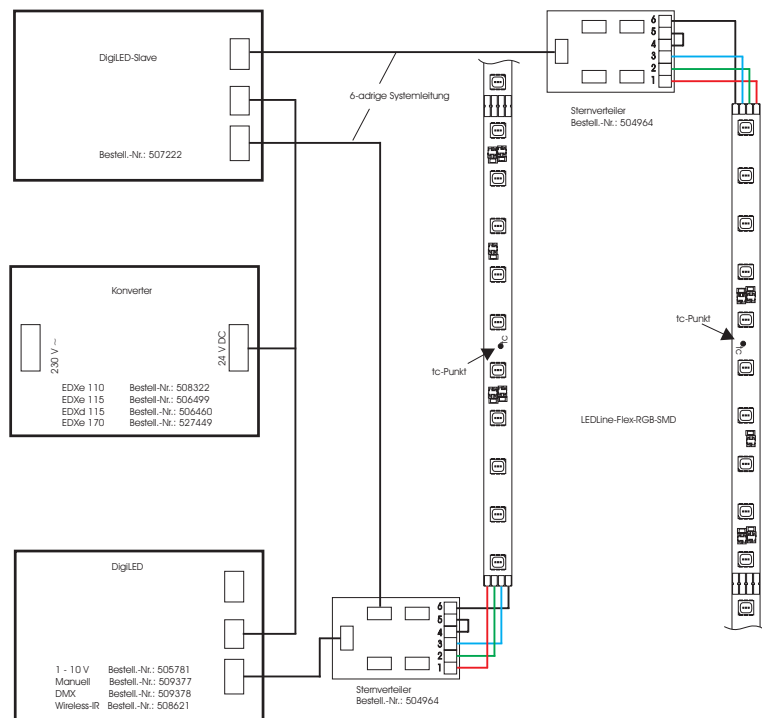 DigiLED-Slave
Bestell.-Nr.: 507222
6-adrige Systemleitung
6
5
4
3
2
1
Sternverteiler
Bestell.-Nr.: 504964
Konverter
230 V ~
24 V DC
EDXe 110 Bestell-Nr.: 508322
EDXe 115 Bestell-Nr.: 506499
EDXd 115 Bestell-Nr.: 506460
EDXe 170 Bestell-Nr.: 527449
tc-Punkt
tc
tc-Punkt
tc
LEDLine-Flex-RGB-SMD
DigiLED
1 - 10 V Bestell.-Nr.: 505781
Manuell Bestell.-Nr.: 509377
DMX Bestell.-Nr.: 509378
Wireless-IR Bestell.-Nr.: 508621
6
5
4
3
2
1
Sternverteiler
Bestell.-Nr.: 504964